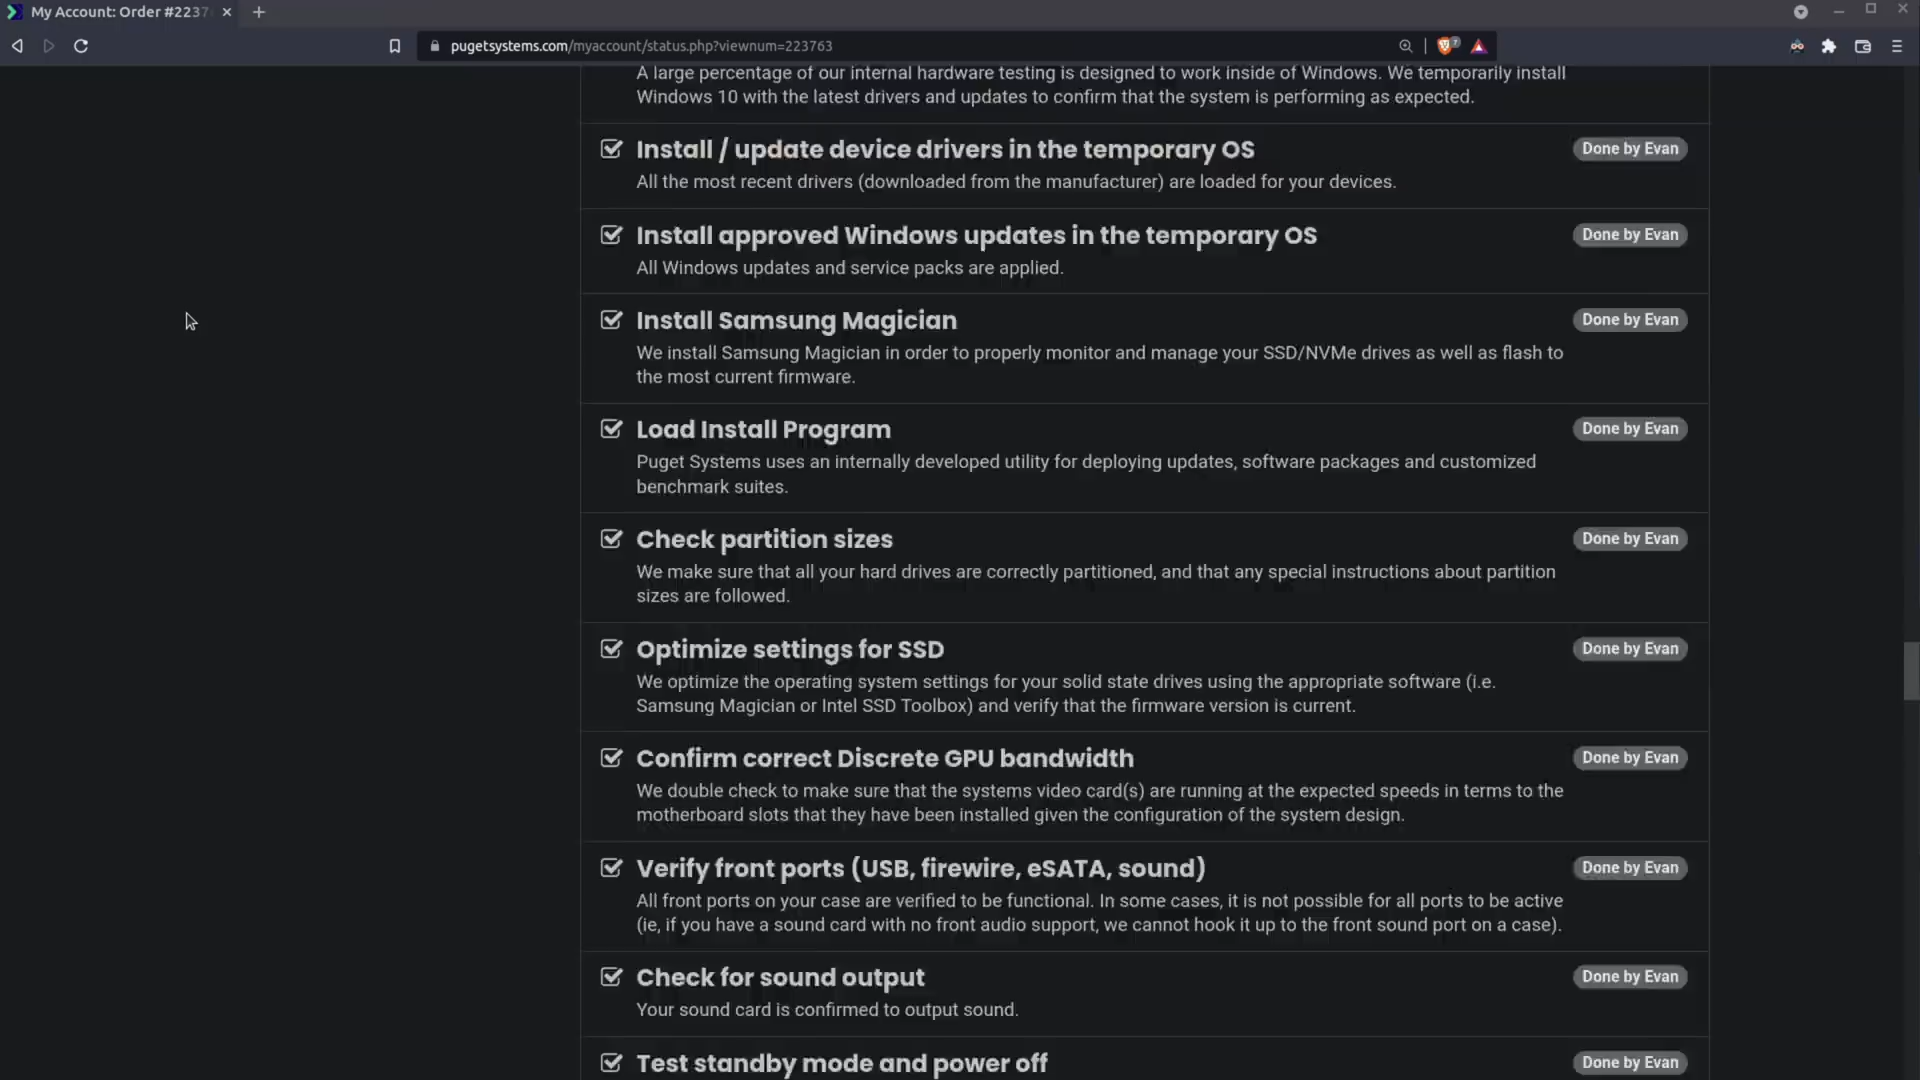 My Account: Order #2237
pugetsystems.com/myaccount/status.php?viewnum=223763
A large percentage of our internal hardware testing is designed to work inside of Windows. We temporarily install
Windows 10 with the latest drivers and updates to confirm that the system is performing as expected.
Install / update device drivers in the temporary OS
Done by Evan
All the most recent drivers (downloaded from the manufacturer) are loaded for your devices.
Install approved Windows updates in the temporary OS
Done by Evan
All Windows updates and service packs are applied.
Install Samsung Magician
Done by Evan
We install Samsung Magician in order to properly monitor and manage your SSD/NVMe drives as well as flash to
the most current firmware.
Load Install Program
Done by Evan
Puget Systems uses an internally developed utility for deploying updates, software packages and customized
benchmark suites.
Check partition sizes
Done by Evan
We make sure that all your hard drives are correctly partitioned, and that any special instructions about partition
sizes are followed.
Optimize settings for SSD
Done by Evan
We optimize the operating system settings for your solid state drives using the appropriate software (i.e.
Samsung Magician or Intel SSD Toolbox) and verify that the firmware version is current.
Confirm correct Discrete GPU bandwidth
Done by Evan
We double check to make sure that the systems video card(s) are running at the expected speeds in terms to the
motherboard slots that they have been installed given the configuration of the system design.
Verify front ports (USB, firewire, eSATA, sound)
Done by Evan
All front ports on your case are verified to be functional. In some cases, it is not possible for all ports to be active
(ie, if you have a sound card with no front audio support, we cannot hook it up to the front sound port on a case).
Check for sound output
Done by Evan
Your sound card is confirmed to output sound.
Test standby mode and power off
Done by Evan